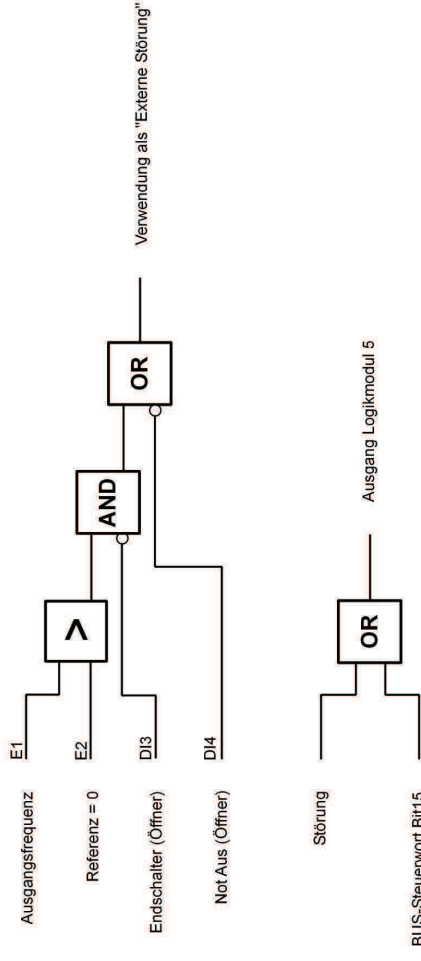 Ausgangsfrequenz
E1
Referenz = 0
E2
Endschalter (Öffner)
DI3
Not Aus (Öffner)
DI4
>
AND
OR
Verwendung als "Externe Störung"
Störung
BUS-Steuerwort Bit15
OR
Ausgang Logikmodul 5